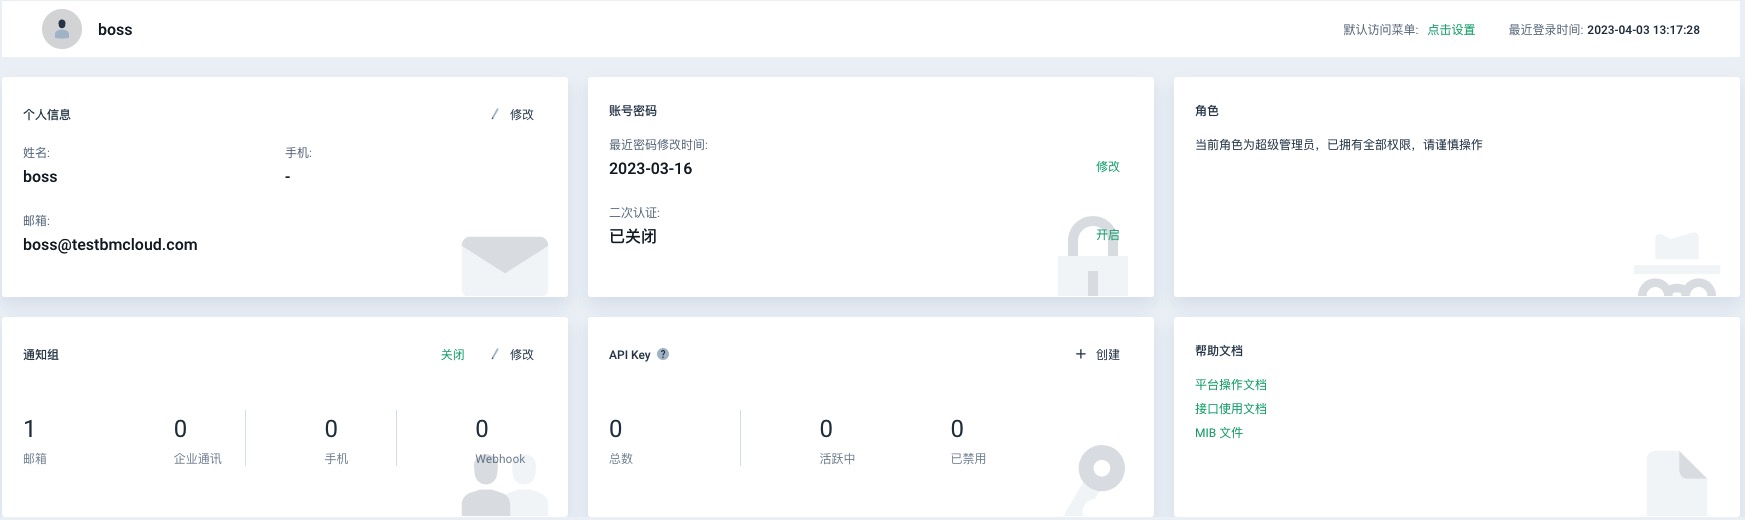 boss
默认访问菜单: 点击设置 最近登录时间: 2023-04-03 13:17:28
个人信息 修改
姓名: 手机:
boss -
邮箱:
boss@testbmcloud.com
账号密码
最近密码修改时间:
2023-03-16 修改
二次认证:
已关闭 开启
角色
当前角色为超级管理员，已拥有全部权限，请谨慎操作
通知组 关闭 修改
1 0 0 0
邮箱 企业通讯 手机 Webhook
API Key ? + 创建
0 0 0
总数 活跃中 已禁用
帮助文档
平台操作文档
接口使用文档
MIB 文件